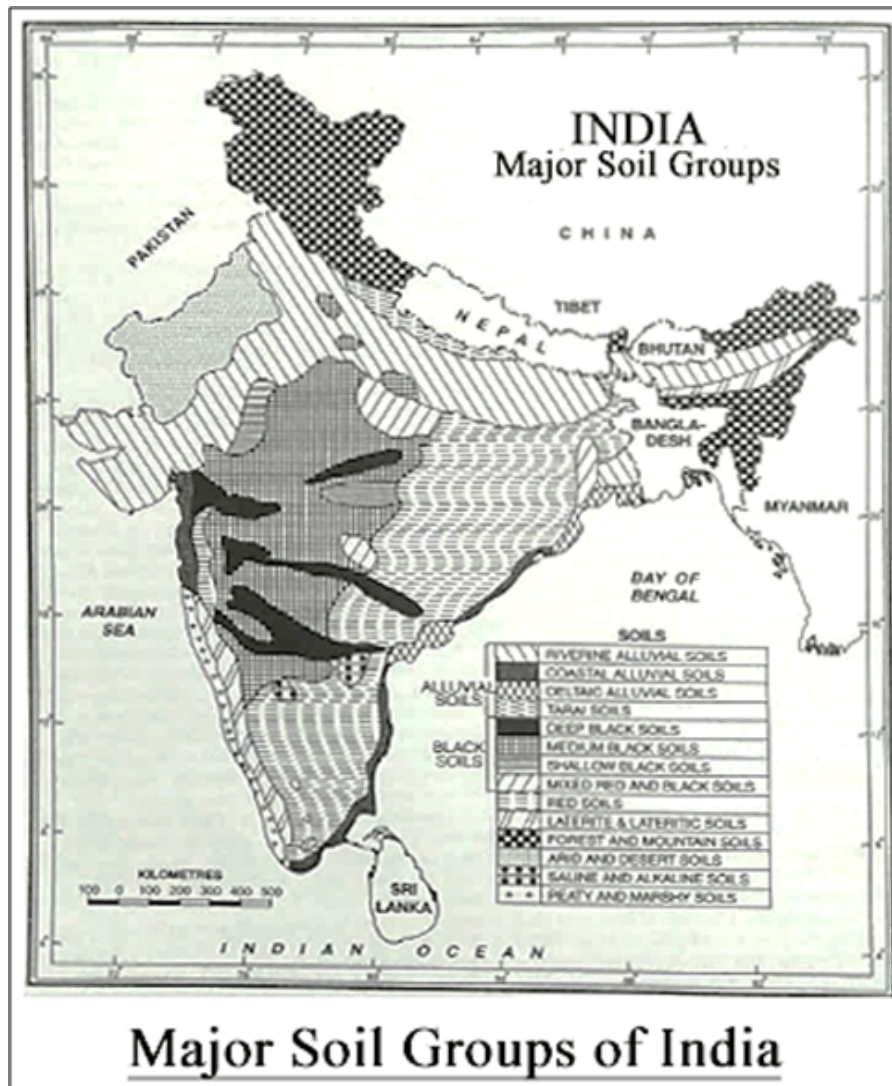 INDIA
Major Soil Groups
CHINA
PAKISTAN
TIBET
NEPAL
BHUTAN
BANGLA-
DESH
MYANMAR
ARABIAN
SEA
BAY OF
BENGAL
SOILS
RIVERINE ALLUVIAL SOILS
COASTAL ALLUVIAL SOILS
ALLUVIAL
SOILS
DELTAIC ALLUVIAL SOILS
TARAI SOILS
DEEP BLACK SOILS
BLACK
SOILS
MEDIUM BLACK SOILS
SHALLOW BLACK SOILS
MIXED RED AND BLACK SOILS
RED SOILS
LATERITE & LATERITIC SOILS
FOREST AND MOUNTAIN SOILS
ARID AND DESERT SOILS
SALINE AND ALKALINE SOILS
PEATY AND MARSHY SOILS
KILOMETRES
100 0 100 200 300 400 500
SRI
LANKA
INDIAN OCEAN
Major Soil Groups of India